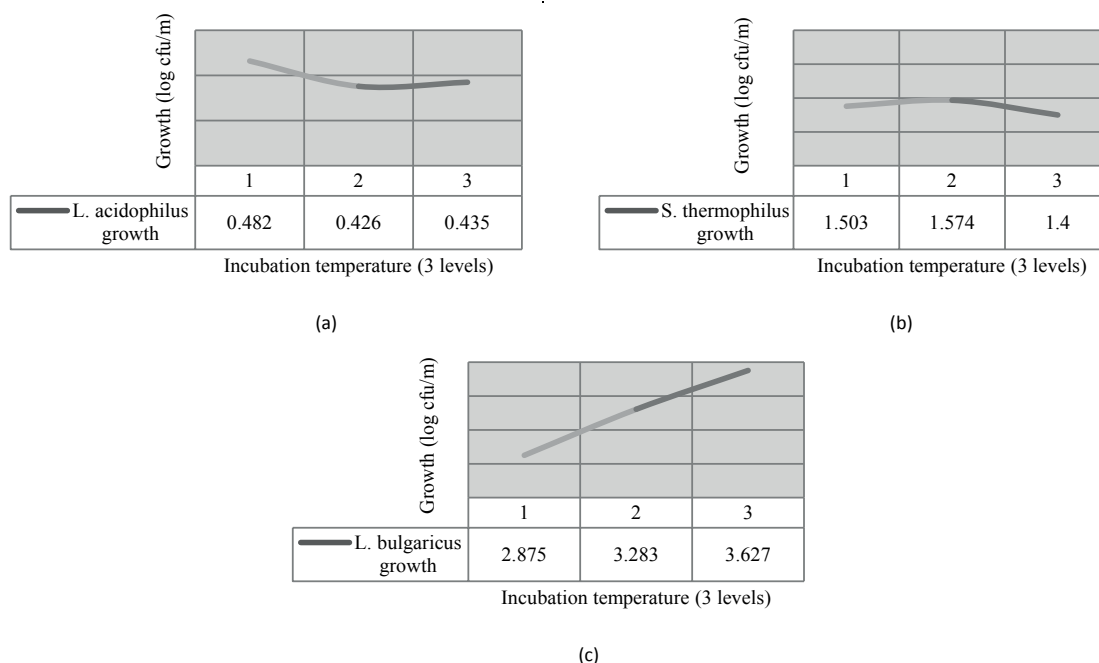 Growth (log cfu/m)
1 2 3
L. acidophilus
growth
0.482 0.426 0.435
Incubation temperature (3 levels)
(a)
Growth (log cfu/m)
1 2 3
S. thermophilus
growth
1.503 1.574 1.4
Incubation temperature (3 levels)
(b)
Growth (log cfu/m)
1 2 3
L. bulgaricus
growth
2.875 3.283 3.627
Incubation temperature (3 levels)
(c)